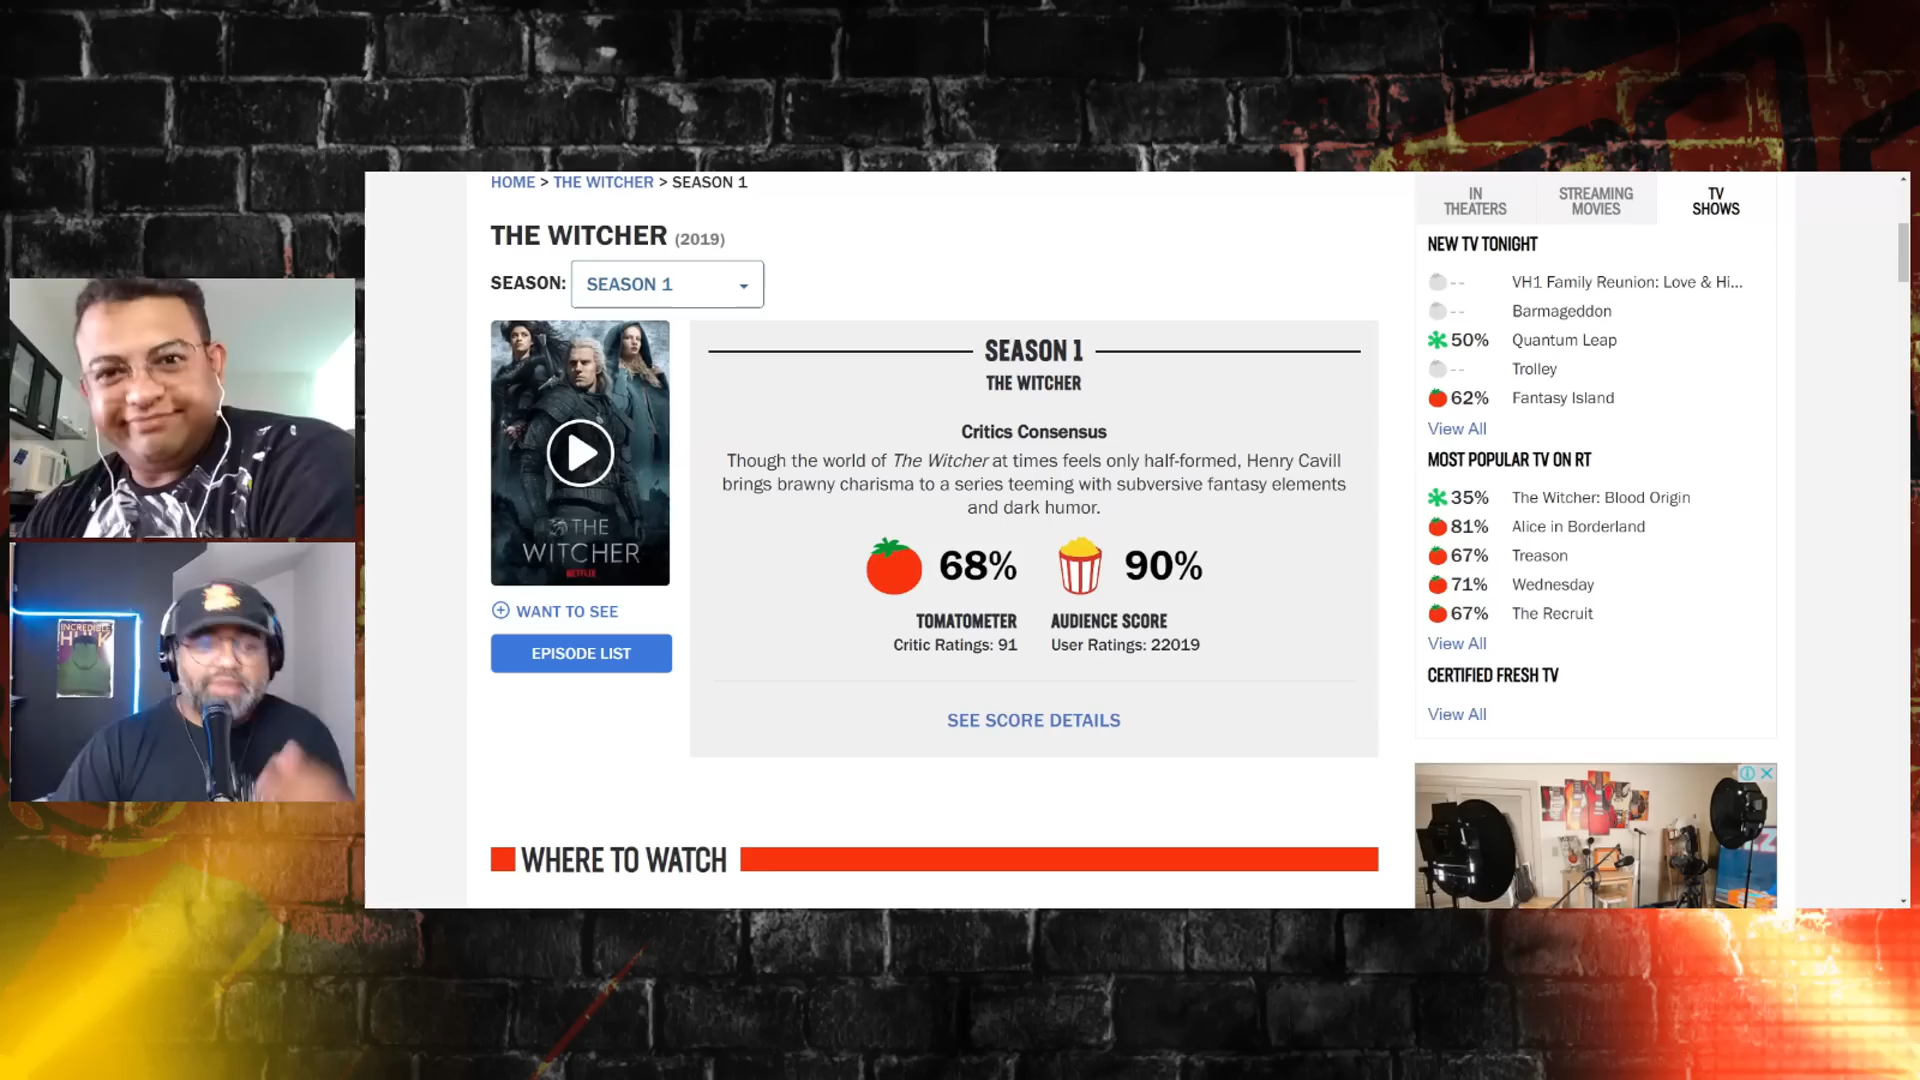 HOME > THE WITCHER > SEASON 1
THE WITCHER (2019)
SEASON: SEASON 1
THE
WITCHER
NETFLIX
WANT TO SEE
EPISODE LIST
SEASON 1
THE WITCHER
Critics Consensus
Though the world of The Witcher at times feels only half-formed, Henry Cavill
brings brawny charisma to a series teeming with subversive fantasy elements
and dark humor.
68% 90%
TOMATOMETER AUDIENCE SCORE
Critic Ratings: 91 User Ratings: 22019
SEE SCORE DETAILS
WHERE TO WATCH
IN THEATERS
STREAMING MOVIES
TV SHOWS
NEW TV TONIGHT
-- VH1 Family Reunion: Love & Hi...
-- Barmageddon
50% Quantum Leap
-- Trolley
62% Fantasy Island
View All
MOST POPULAR TV ON RT
35% The Witcher: Blood Origin
81% Alice in Borderland
67% Treason
71% Wednesday
67% The Recruit
View All
CERTIFIED FRESH TV
View All
INCREDIBLE
HULK